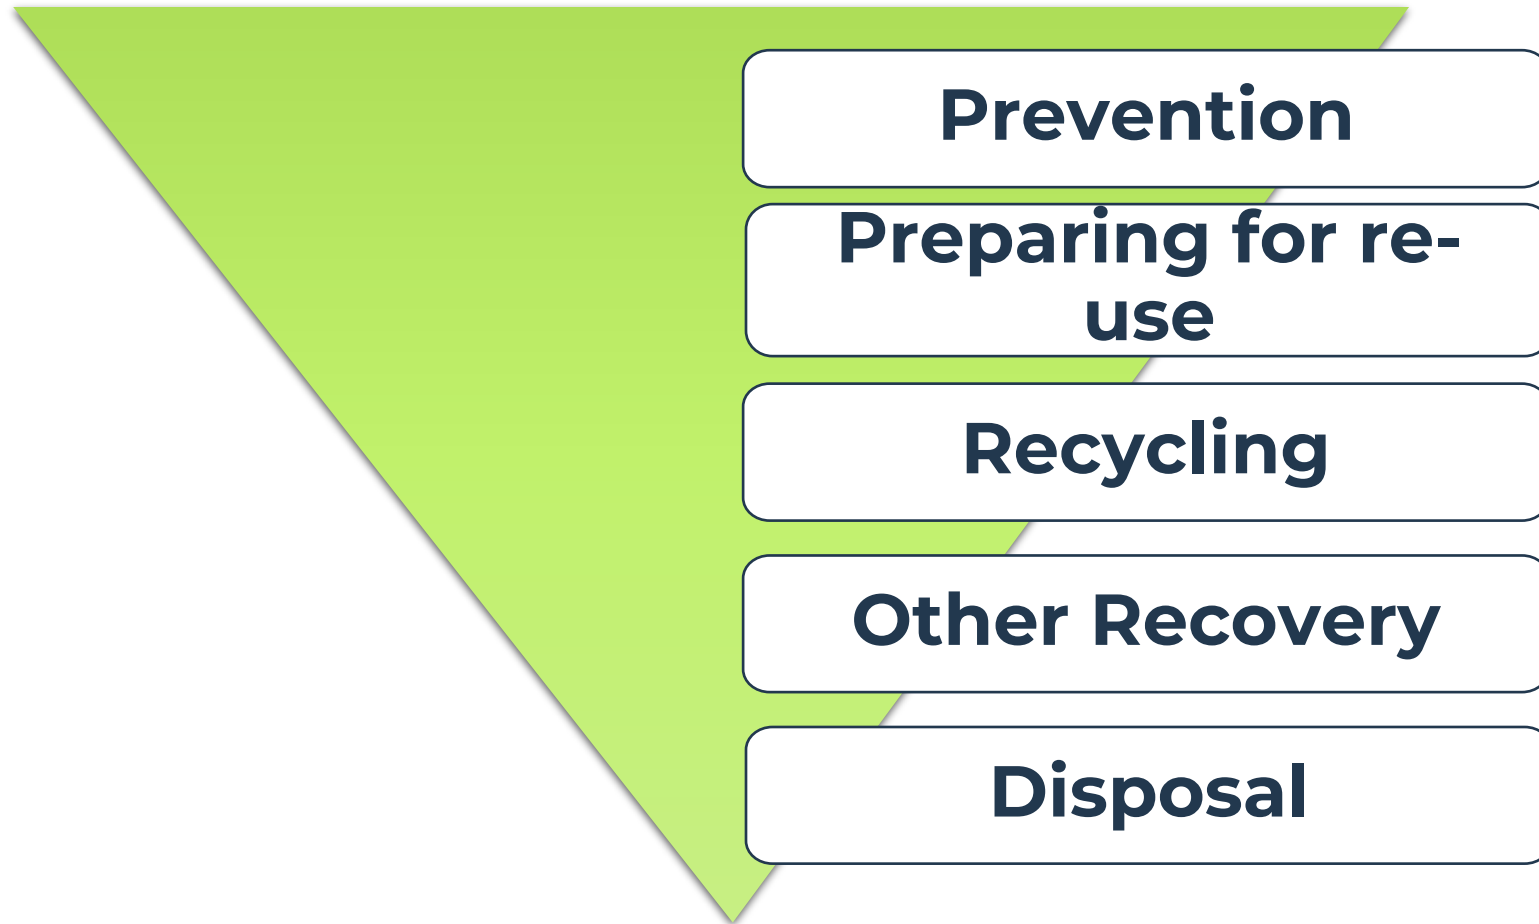 Prevention
Preparing for re-
use
Recycling
Other Recovery
Disposal